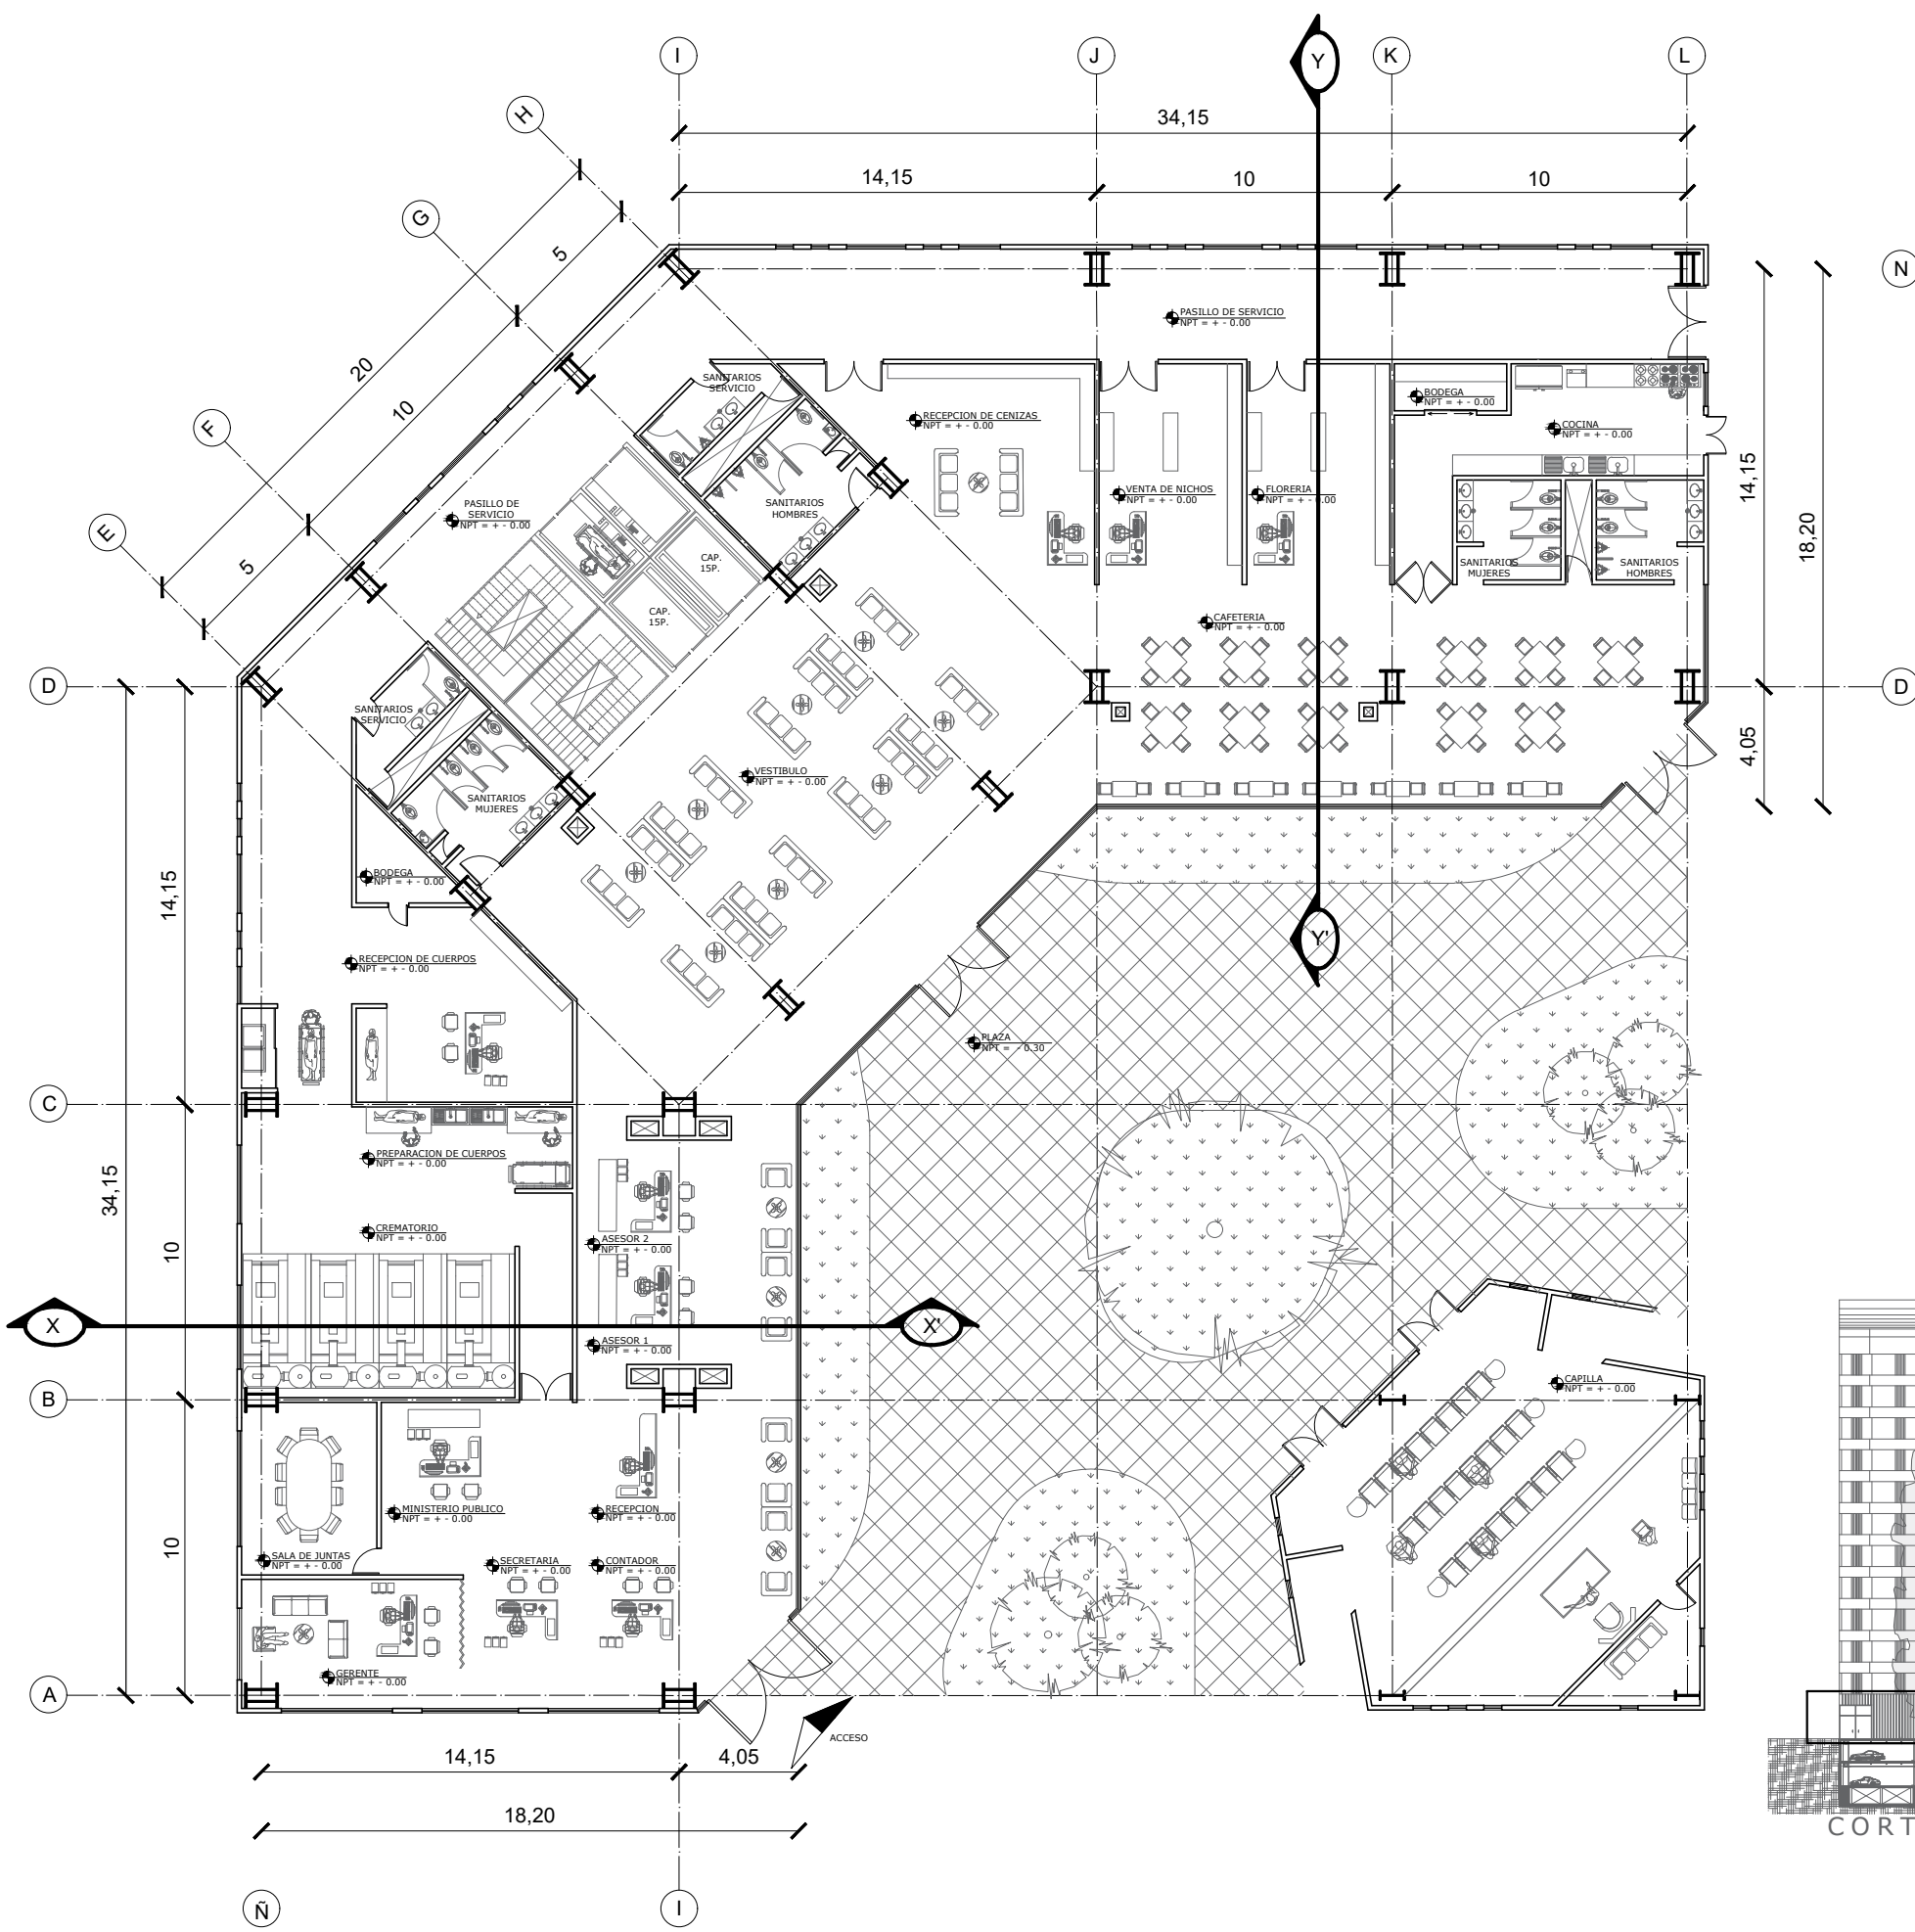 I
J
Y
K
L
H
34,15
G
14,15
10
10
5
N
F
20
10
PASILLO DE SERVICIO
NPT = + - 0.00
SANITARIOS
SERVICIO
BODEGA
NPT = + - 0.00
RECEPCION DE CENIZAS
NPT = + - 0.00
COCINA
NPT = + - 0.00
14,15
18,20
E
5
PASILLO DE
SERVICIO
NPT = + - 0.00
SANITARIOS
HOMBRES
VENTA DE NICHOS
NPT = + - 0.00
FLORERIA
NPT = + - 0.00
CAP.
15P.
SANITARIOS
MUJERES
SANITARIOS
HOMBRES
CAP.
15P.
CAFETERIA
NPT = + - 0.00
D
D
SANITARIOS
SERVICIO
4,05
VESTIBULO
NPT = + - 0.00
SANITARIOS
MUJERES
14,15
BODEGA
NPT = + - 0.00
Y'
RECEPCION DE CUERPOS
NPT = + - 0.00
PLAZA
NPT = - 0.30
C
PREPARACION DE CUERPOS
NPT = + - 0.00
34,15
CREMATORIO
NPT = + - 0.00
ASESOR 2
NPT = + - 0.00
10
X
X'
ASESOR 1
NPT = + - 0.00
CAPILLA
NPT = + - 0.00
B
MINISTERIO PUBLICO
NPT = + - 0.00
RECEPCION
NPT = + - 0.00
10
SALA DE JUNTAS
NPT = + - 0.00
SECRETARIA
NPT = + - 0.00
CONTADOR
NPT = + - 0.00
GERENTE
NPT = + - 0.00
A
ACCESO
14,15
4,05
18,20
CORT
Ñ
I